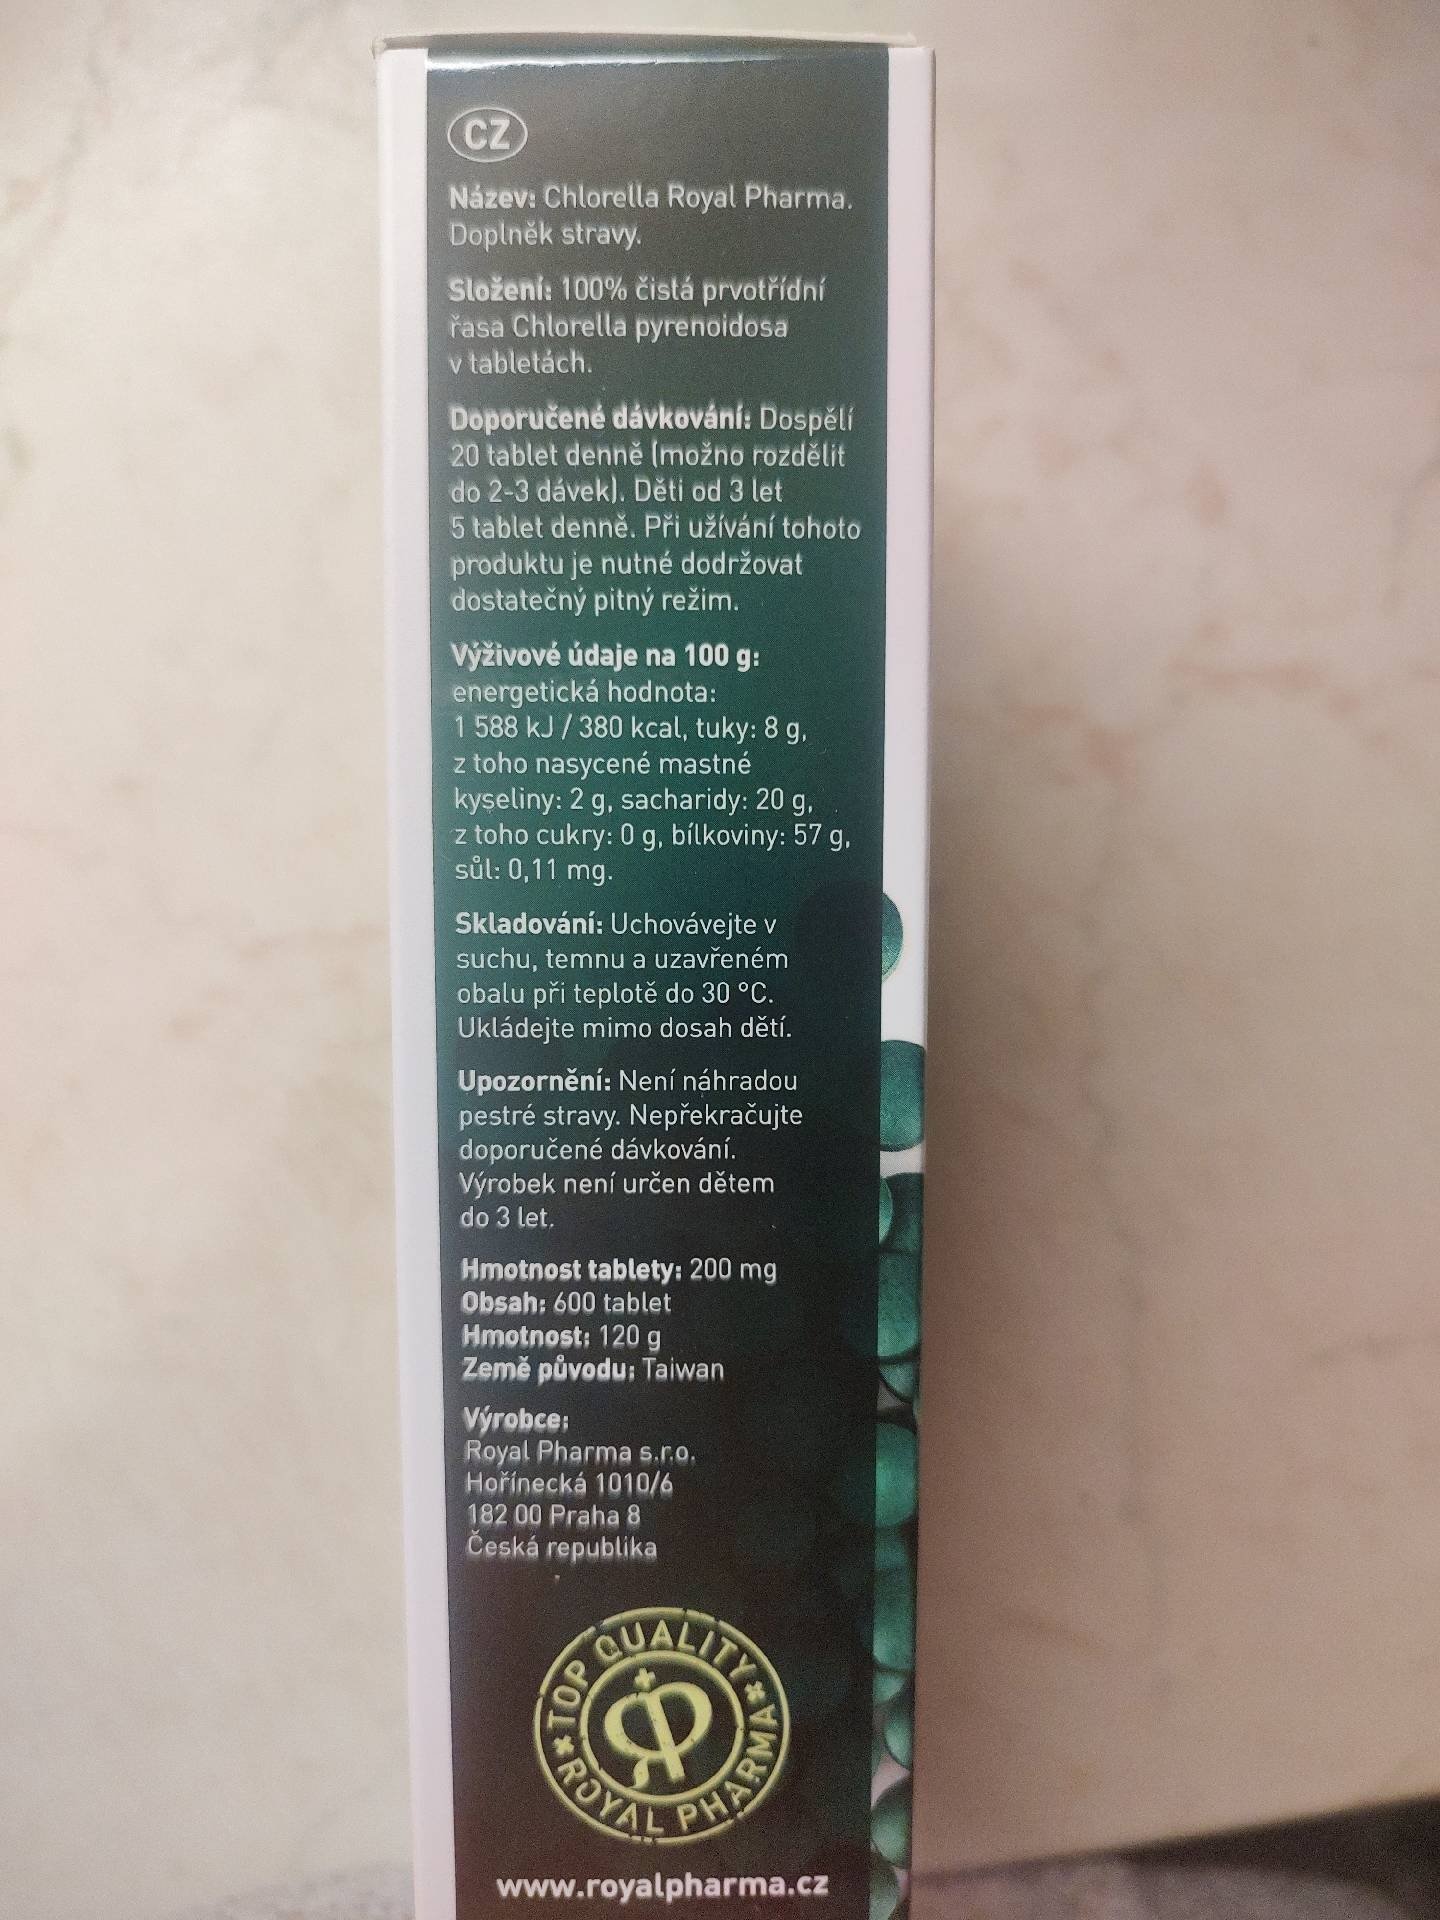 CZ
Název: Chlorella Royal Pharma.
Doplněk stravy.
Složení: 100% čistá prvotřídní
řasa Chlorella pyrenoidosa
v tabletách.
Doporučené dávkování: Dospělí
20 tablet denně (možno rozdělit
do 2-3 dávek). Děti od 3 let
5 tablet denně. Při užívání tohoto
produktu je nutné dodržovat
dostatečný pitný režim.
Výživové údaje na 100 g:
energetická hodnota:
1 588 kJ / 380 kcal, tuky: 8 g,
z toho nasycené mastné
kyseliny: 2 g, sacharidy: 20 g,
z toho cukry: 0 g, bílkoviny: 57 g,
sůl: 0,11 mg.
Skladování: Uchovávejte v
suchu, temnu a uzavřeném
obalu při teplotě do 30 °C.
Ukládejte mimo dosah dětí.
Upozornění: Není náhradou
pestré stravy. Nepřekračujte
doporučené dávkování.
Výrobek není určen dětem
do 3 let.
Hmotnost tablety: 200 mg
Obsah: 600 tablet
Hmotnost: 120 g
Země původu: Taiwan
Výrobce:
Royal Pharma s.r.o.
Hořínecká 1010/6
182 00 Praha 8
Česká republika
TOP QUALITY
ROYAL PHARMA
www.royalpharma.cz